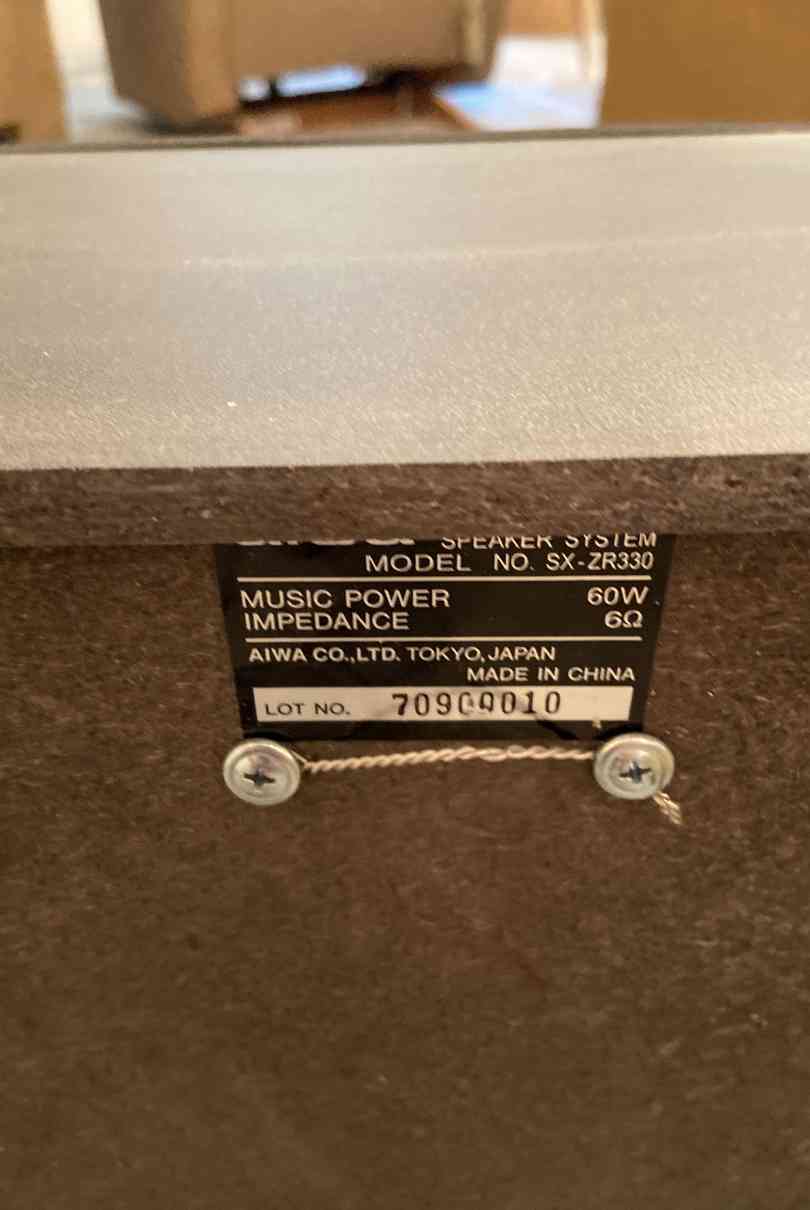 SPEAKER SYSTEM
MODEL NO. SX-ZR330
MUSIC POWER 60W
IMPEDANCE 6Ω
AIWA CO.,LTD. TOKYO, JAPAN
MADE IN CHINA
LOT NO. 70909010